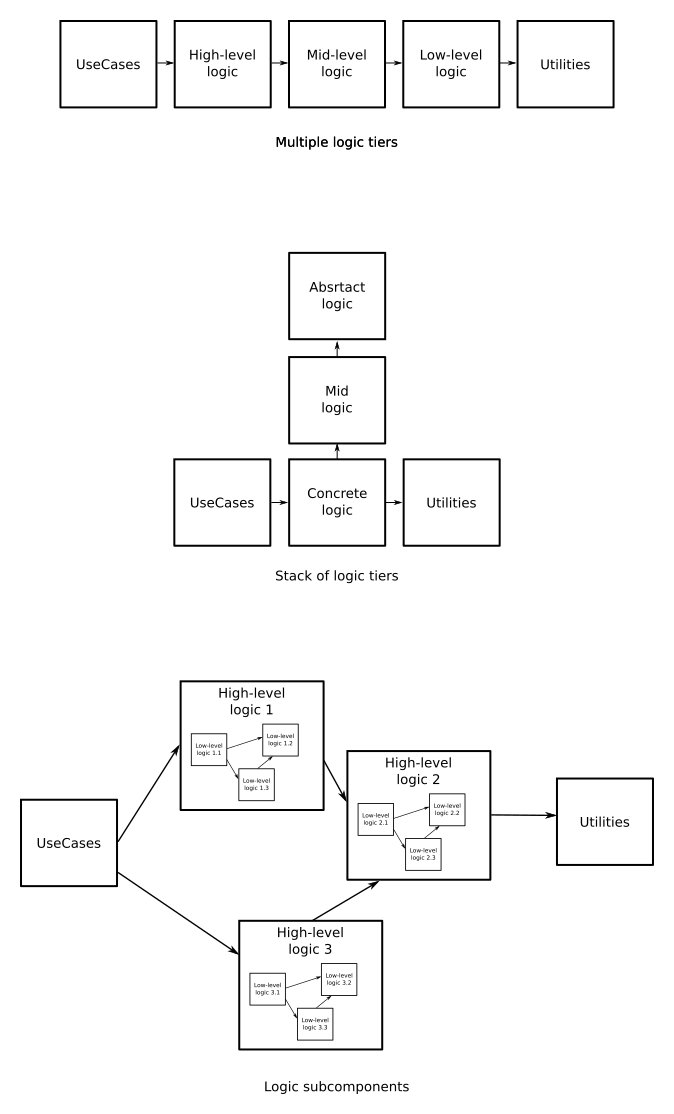 UseCases
High-level
logic
Mid-level
logic
Low-level
logic
Utilities
Multiple logic tiers
Absrtact
logic
Mid
logic
UseCases
Concrete
logic
Utilities
Stack of logic tiers
High-level
logic 1
Low-level
logic 1.1
Low-level
logic 1.2
Low-level
logic 1.3
High-level
logic 2
Low-level
logic 2.1
Low-level
logic 2.2
Low-level
logic 2.3
UseCases
Utilities
High-level
logic 3
Low-level
logic 3.1
Low-level
logic 3.2
Low-level
logic 3.3
Logic subcomponents